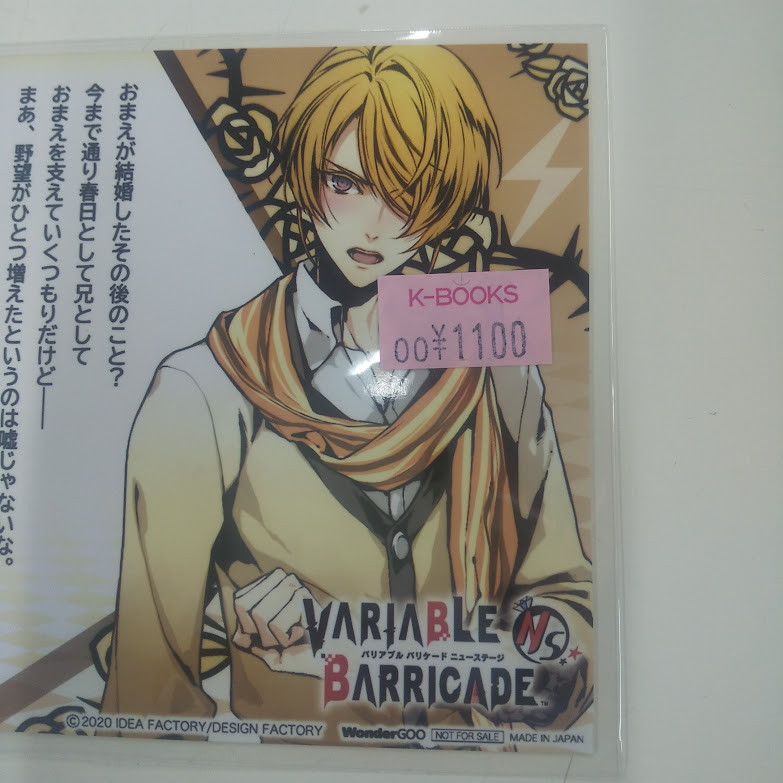 おまえが結婚したその後のこと?
今まで通り春日として兄として
おまえを支えていくつもりだけど――
まあ、野望がひとつ増えたというのは嘘じゃないな。
K-BOOKS
00¥1100
VARIABLE NS
バリアブル バリケード ニューステージ
BARRICADE™
©2020 IDEA FACTORY/DESIGN FACTORY WonderGOO NOT FOR SALE MADE IN JAPAN